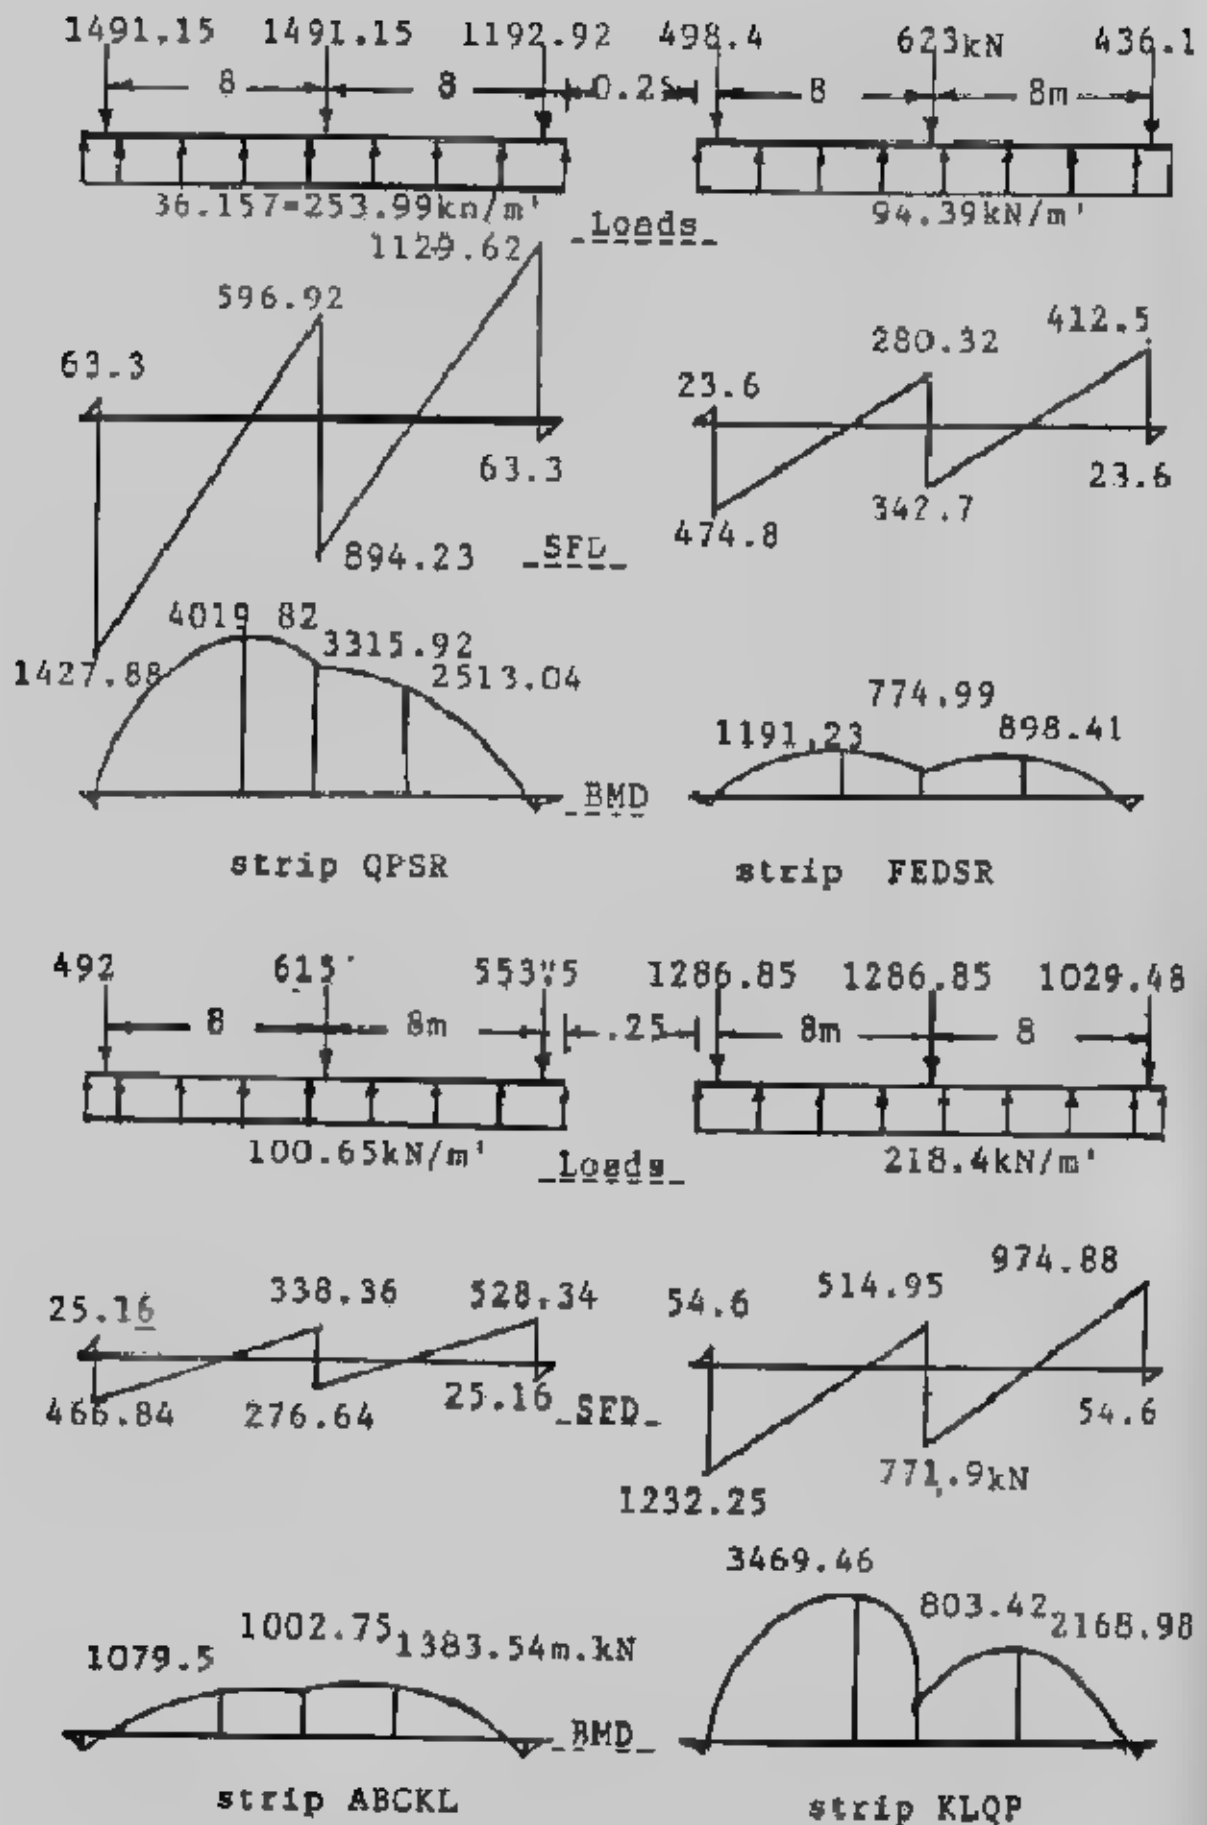 1491.15 1491.15 1192.92 498.4 623kN 436.1
8 8 0.25 8 8m
36.157=253.99kn/m' Loads 94.39kN/m'
1129.62
596.92 412.5
280.32
63.3 23.6
63.3 23.6
342.7
474.8
894.23 SFD
4019 82
3315.92
1427.88 2513.04
774.99
1191.23 898.41
BMD
strip QPSR strip FEDSR
492 615 553.5 1286.85 1286.85 1029.48
8 8m .25 8m 8
100.65kN/m' Loads 218.4kN/m'
974.88
338.36 528.34 514.95
25.16 54.6
466.84 276.64 25.16 SFD 54.6
771.9kN
1232.25
3469.46
1002.75 803.42
1079.5 1383.54m.kN 2168.98
BMD
strip ABCKL strip KLQP